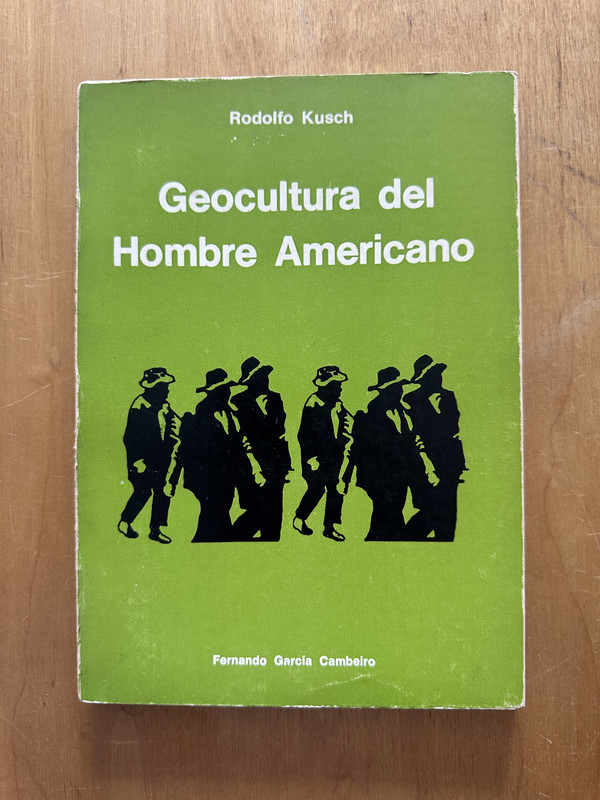 Rodolfo Kusch
Geocultura del
Hombre Americano
Fernando García Cambeiro